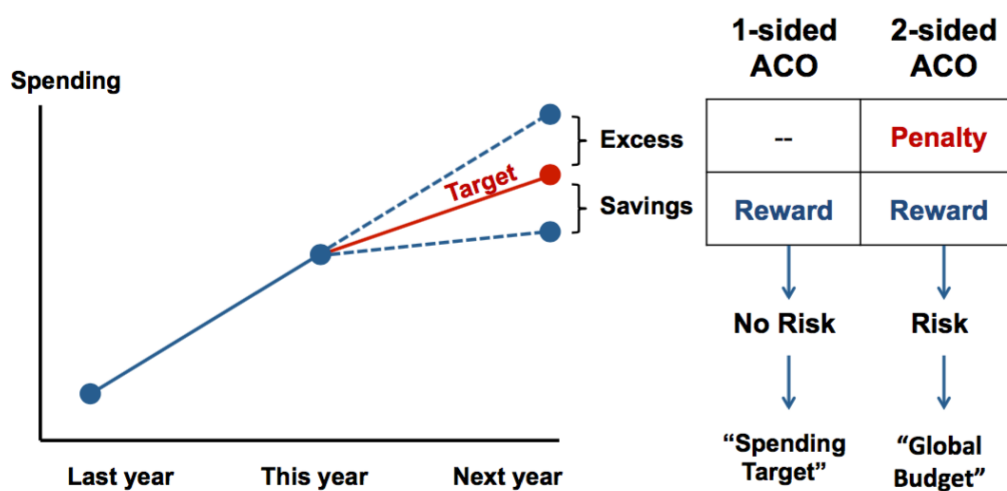 1-sided
ACO
2-sided
ACO
Spending
Excess
--
Penalty
Target
Savings
Reward
Reward
No Risk
Risk
“Spending
Target”
“Global
Budget”
Last year
This year
Next year